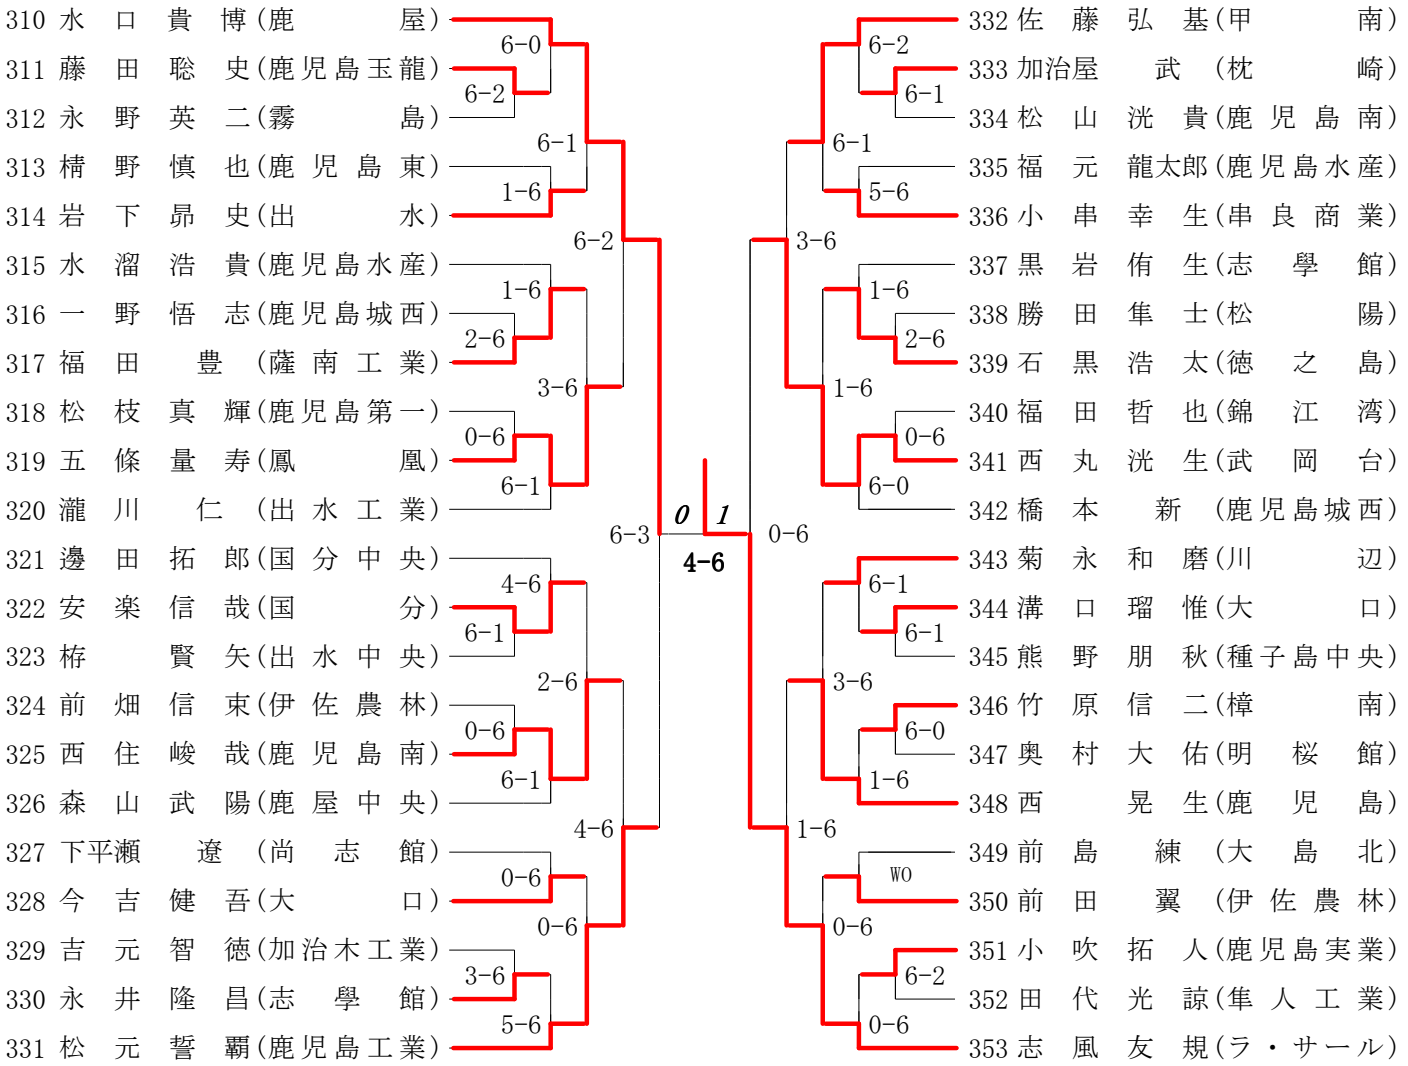 310 水口貴博(鹿屋)
6-0
311 藤田聡史(鹿児島玉龍)
6-2
312 永野英二(霧島)
6-1
313 棈野慎也(鹿児島東)
1-6
314 岩下昴史(出水)
6-2
315 水溜浩貴(鹿児島水産)
1-6
316 一野悟志(鹿児島城西)
2-6
317 福田豊(薩南工業)
3-6
318 松枝真輝(鹿児島第一)
0-6
319 五條量寿(鳳凰)
6-1
320 瀧川仁(出水工業)
6-3
321 邊田拓郎(国分中央)
4-6
322 安楽信哉(国分)
6-1
323 栫賢矢(出水中央)
2-6
324 前畑信束(伊佐農林)
0-6
325 西住峻哉(鹿児島南)
6-1
326 森山武陽(鹿屋中央)
4-6
327 下平瀬遼(尚志館)
0-6
328 今吉健吾(大口)
0-6
329 吉元智徳(加治木工業)
3-6
330 永井隆昌(志學館)
5-6
331 松元誓覇(鹿児島工業)
0 1
4-6
332 佐藤弘基(甲南)
6-2
333 加治屋武(枕崎)
6-1
334 松山洸貴(鹿児島南)
6-1
335 福元龍太郎(鹿児島水産)
5-6
336 小串幸生(串良商業)
3-6
337 黒岩侑生(志學館)
1-6
338 勝田隼士(松陽)
2-6
339 石黒浩太(徳之島)
1-6
340 福田哲也(錦江湾)
0-6
341 西丸洸生(武岡台)
6-0
342 橋本新(鹿児島城西)
0-6
343 菊永和磨(川辺)
6-1
344 溝口瑠惟(大口)
6-1
345 熊野朋秋(種子島中央)
3-6
346 竹原信二(樟南)
6-0
347 奥村大佑(明桜館)
1-6
348 西晃生(鹿児島)
1-6
349 前島練(大島北)
WO
350 前田翼(伊佐農林)
0-6
351 小吹拓人(鹿児島実業)
6-2
352 田代光諒(隼人工業)
0-6
353 志風友規(ラ・サール)